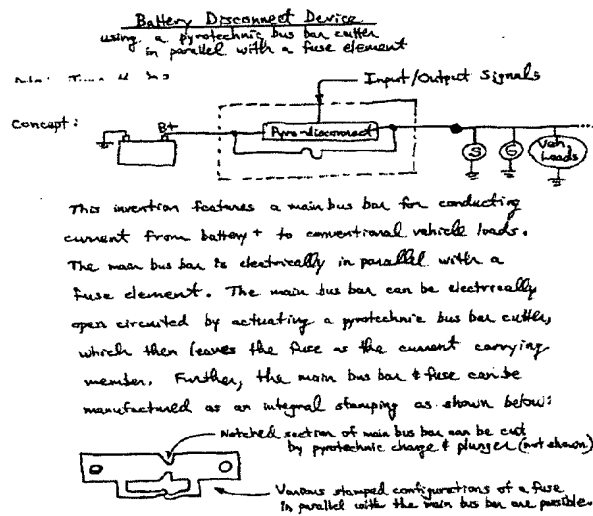 Battery Disconnect Device
using a pyrotechnic bus bar cutter
in parallel with a fuse element
Input/Output Signals
Concept:
B+
Pyro-disconnect
S
G
Veh. Loads
This invention features a main bus bar for conducting
current from battery + to conventional vehicle loads.
The main bus bar is electrically in parallel with a
fuse element. The main bus bar can be electrically
open circuited by actuating a pyrotechnic bus bar cutter,
which then leaves the fuse as the current carrying
member. Further, the main bus bar & fuse can be
manufactured as an integral stamping as shown below:
Notched section of main bus bar can be cut
by pyrotechnic charge & plunger (not shown)
Various stamped configurations of a fuse
in parallel with the main bus bar are possible.